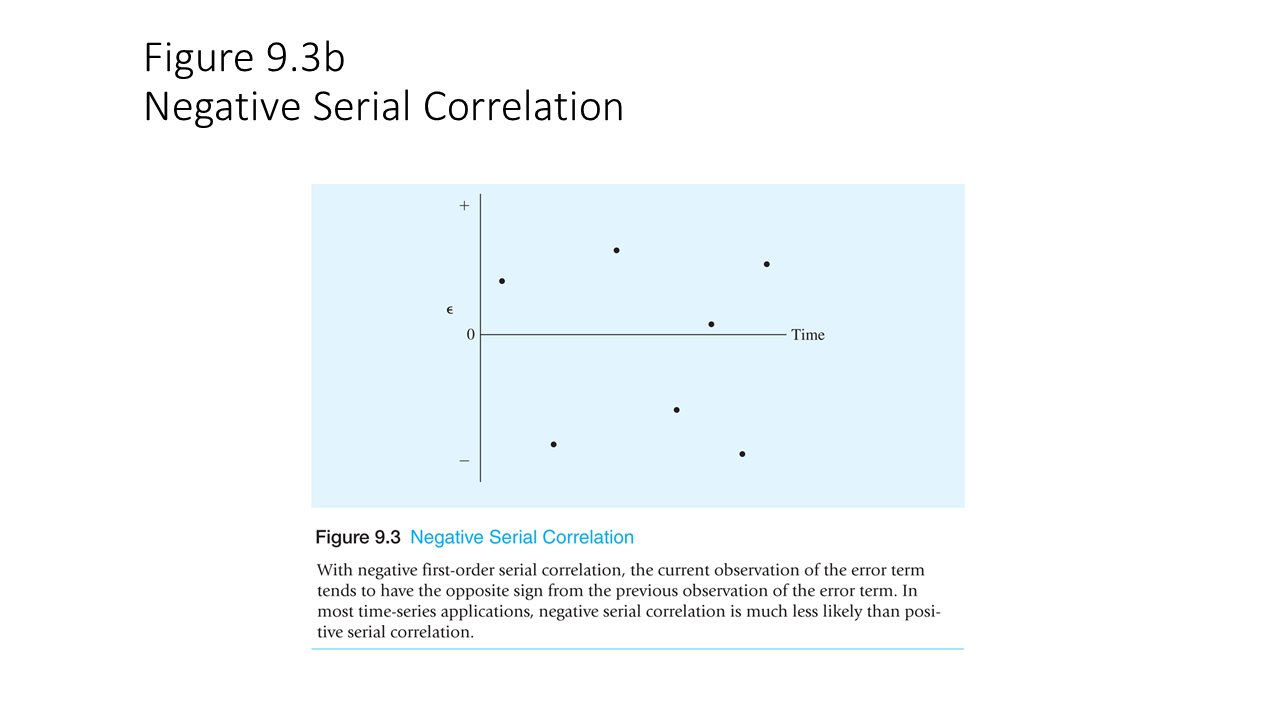 Figure 9.3b
Negative Serial Correlation
+
ϵ
0
Time
−
Figure 9.3 Negative Serial Correlation
With negative first-order serial correlation, the current observation of the error term
tends to have the opposite sign from the previous observation of the error term. In
most time-series applications, negative serial correlation is much less likely than posi-
tive serial correlation.